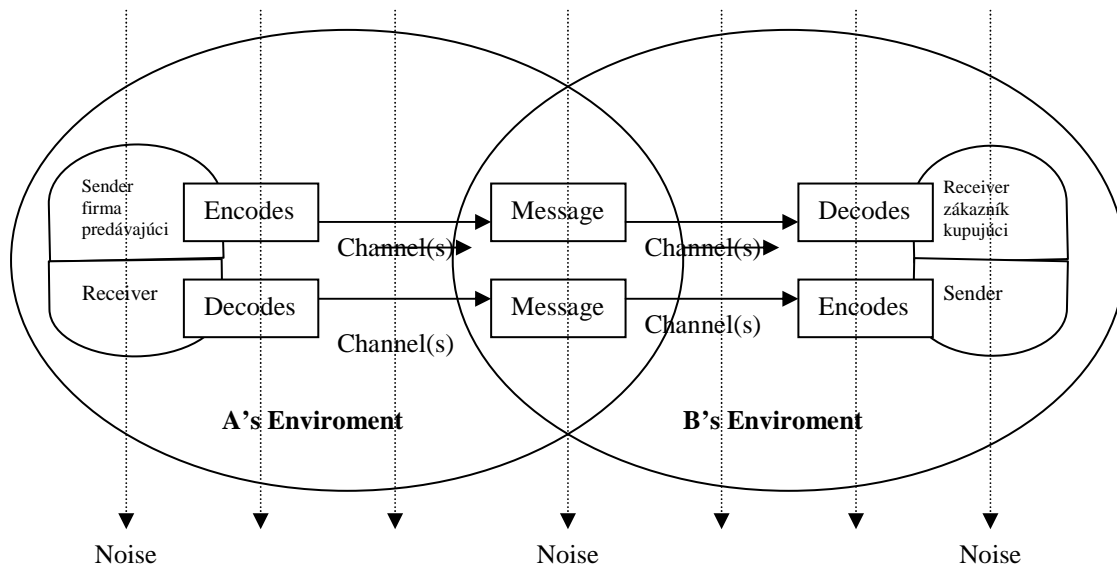 Sender
firma
predávajúci
Encodes
Channel(s)
Message
Channel(s)
Decodes
Receiver
zákazník
kupujúci
Receiver
Decodes
Channel(s)
Message
Channel(s)
Encodes
Sender
A's Enviroment
B's Enviroment
Noise
Noise
Noise